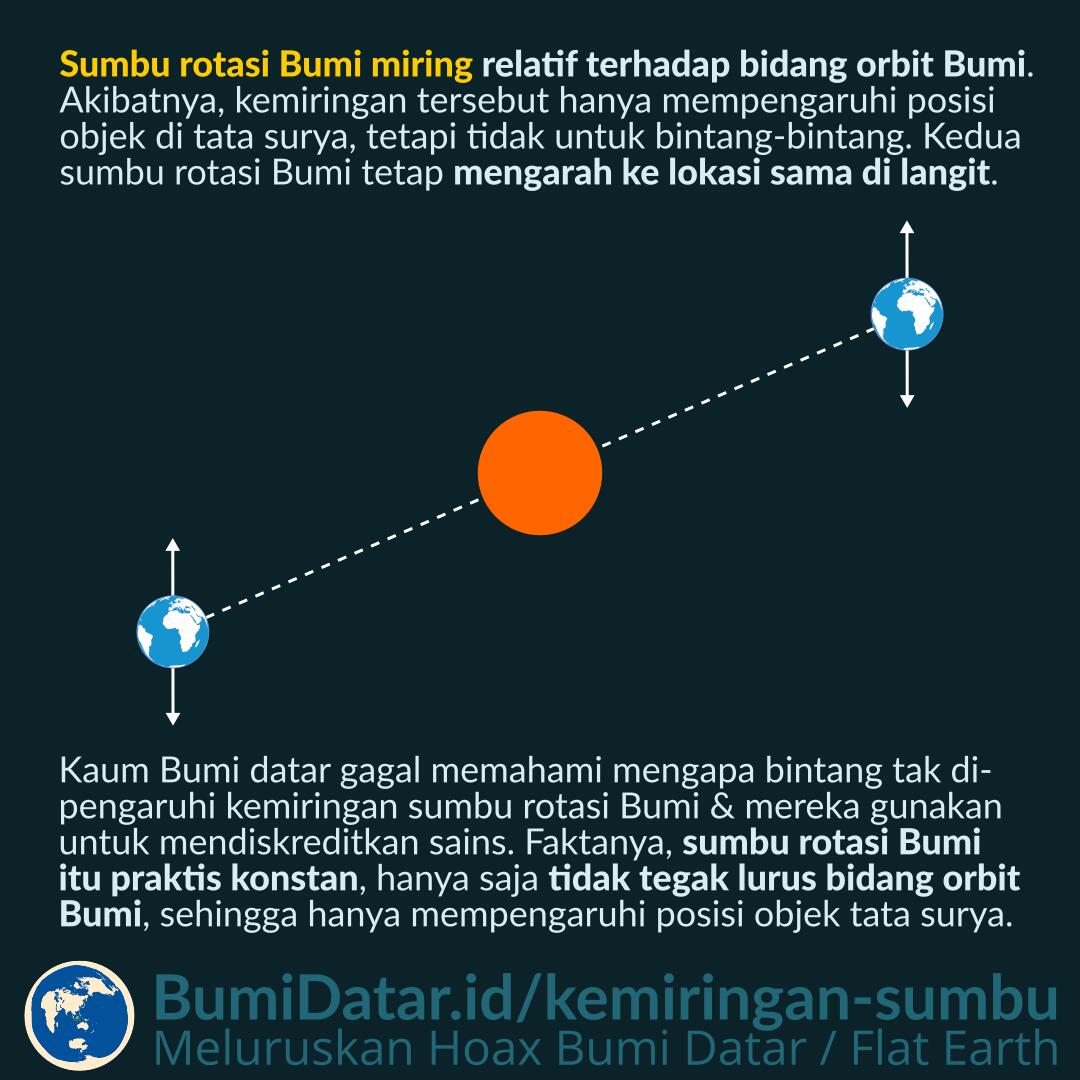 Sumbu rotasi Bumi miring relatif terhadap bidang orbit Bumi.
Akibatnya, kemiringan tersebut hanya mempengaruhi posisi
objek di tata surya, tetapi tidak untuk bintang-bintang. Kedua
sumbu rotasi Bumi tetap mengarah ke lokasi sama di langit.
Kaum Bumi datar gagal memahami mengapa bintang tak di-
pengaruhi kemiringan sumbu rotasi Bumi & mereka gunakan
untuk mendiskreditkan sains. Faktanya, sumbu rotasi Bumi
itu praktis konstan, hanya saja tidak tegak lurus bidang orbit
Bumi, sehingga hanya mempengaruhi posisi objek tata surya.
BumiDatar.id/kemiringan-sumbu
Meluruskan Hoax Bumi Datar / Flat Earth